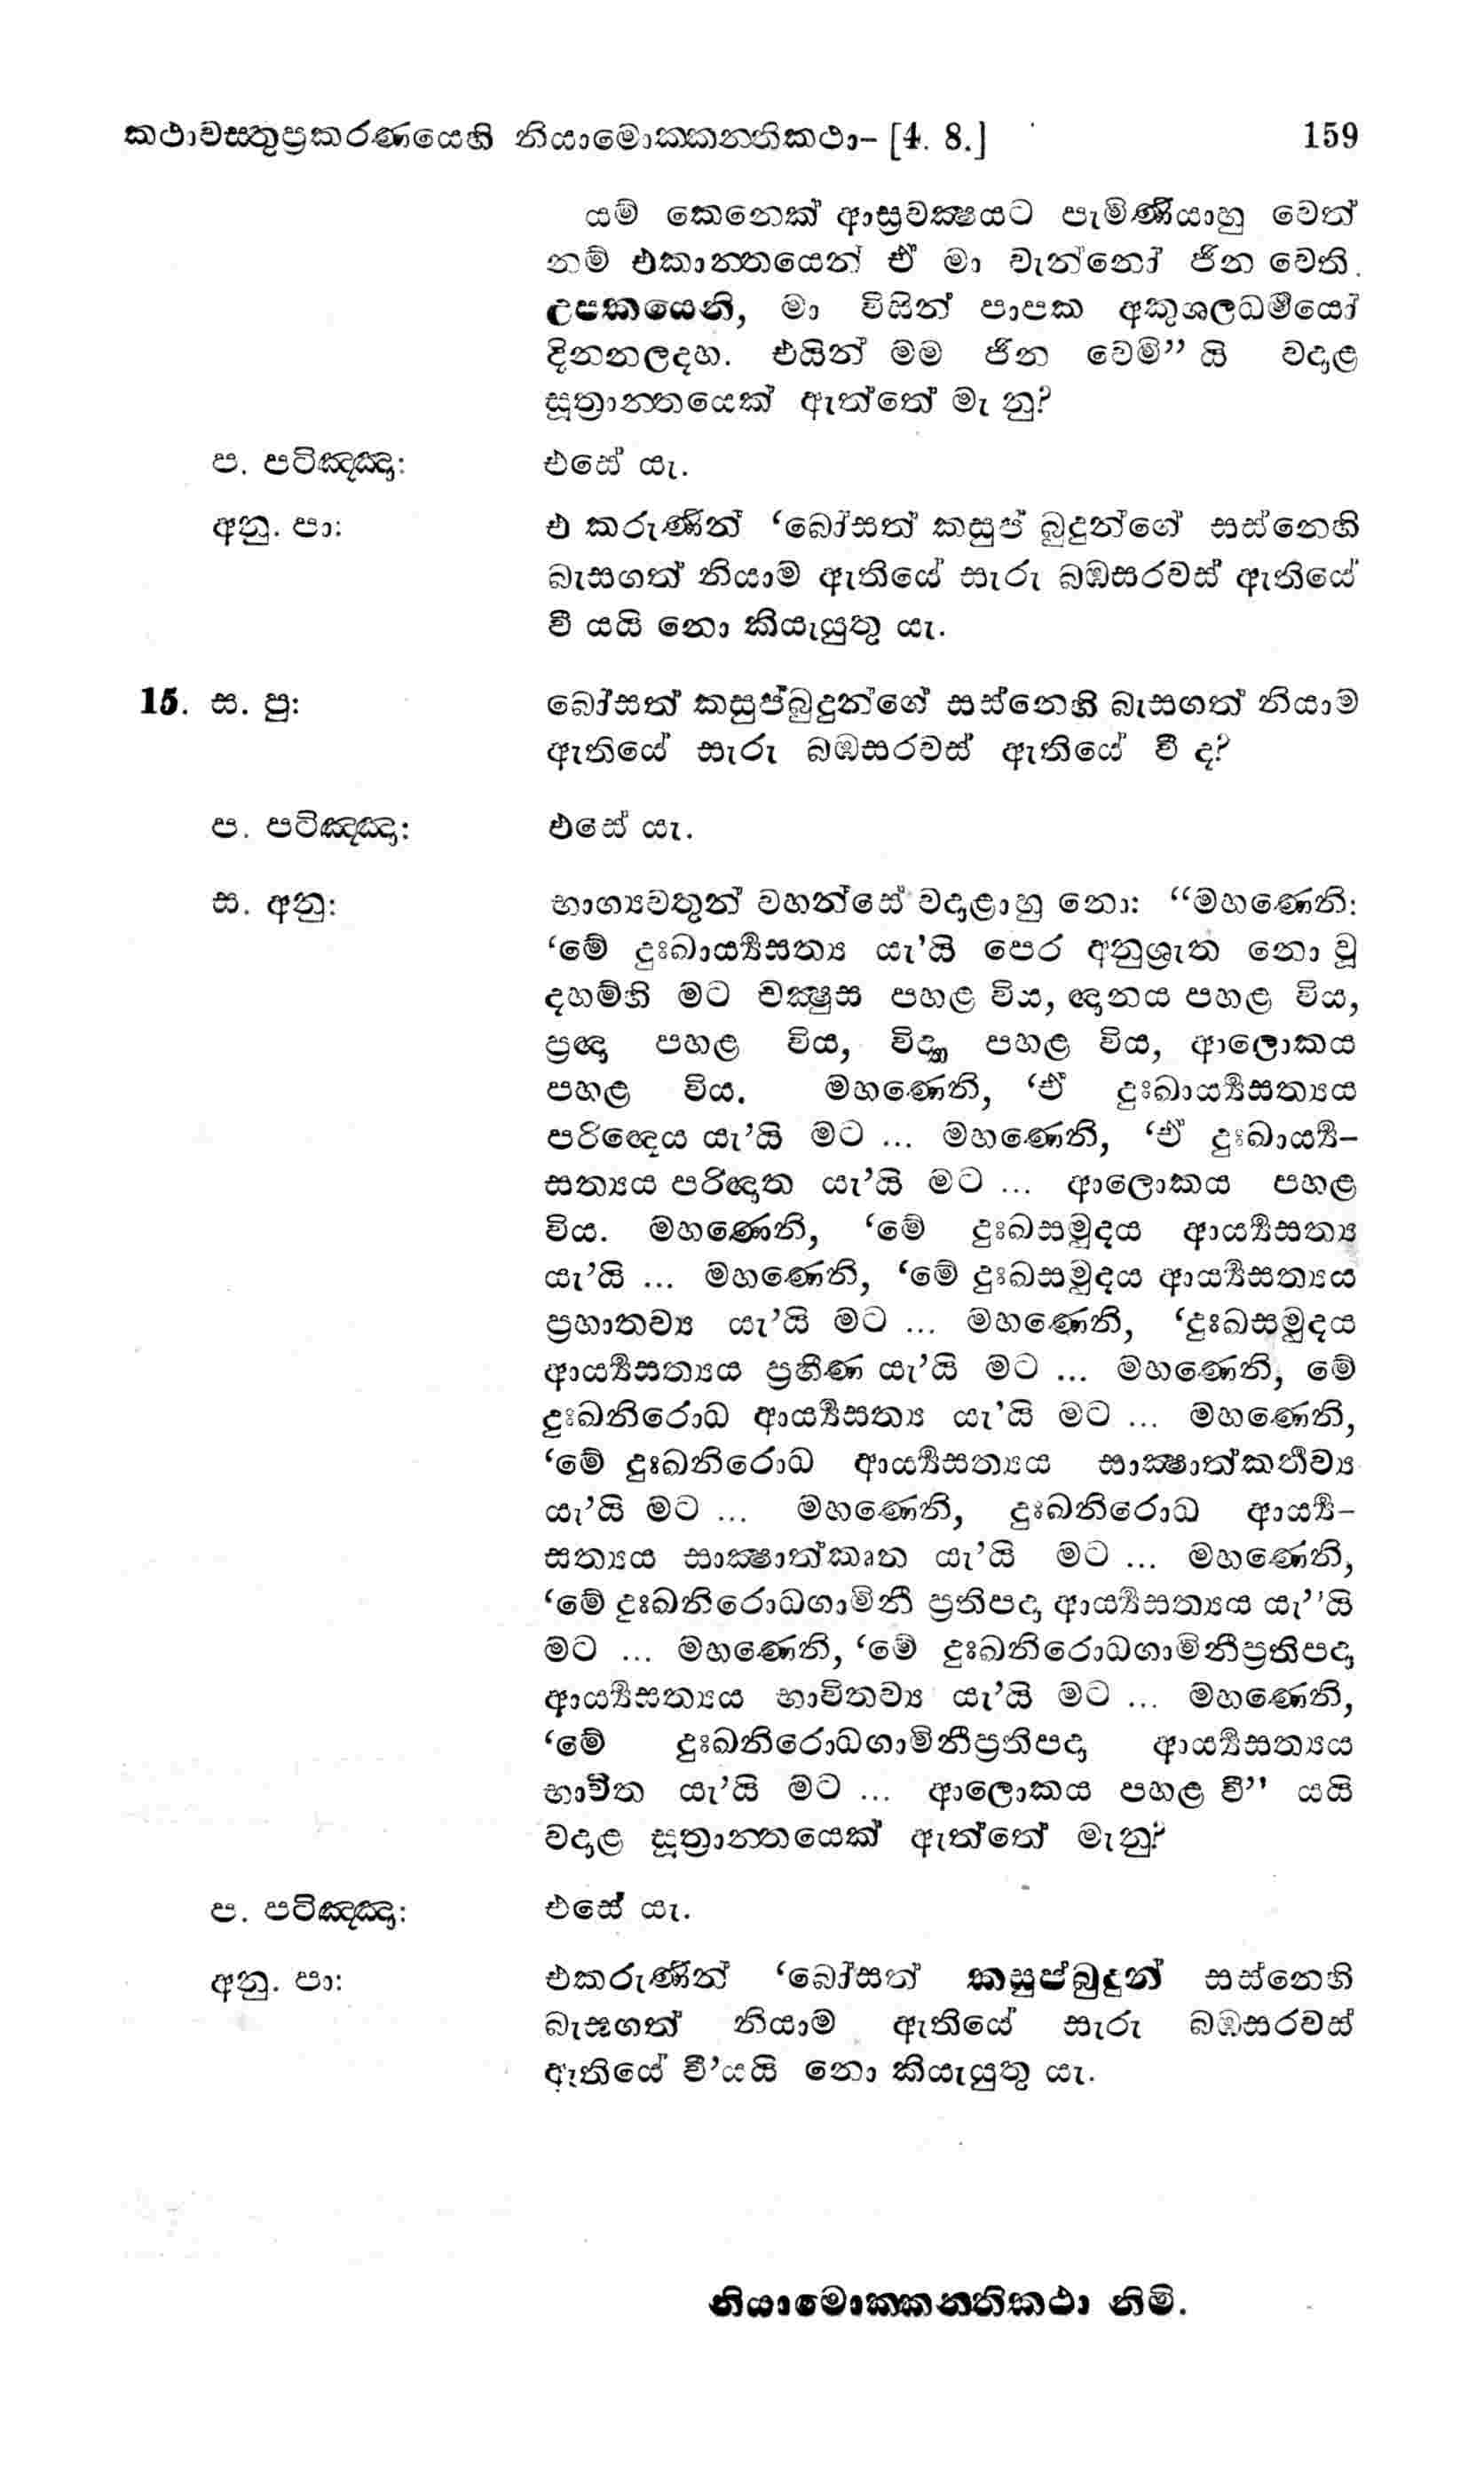 කථාවස්තුප්‍රකරණයෙහි නියාමොක්කන්තිකථා– [4. 8.] 159
යම් කෙනෙක් ආස්‍රවක්‍ෂයට පැමිණියාහු වෙත්
නම් එකාන්තයෙන් ඒ මා වැන්නෝ ජින වෙති.
උපකයෙනි, මා විසින් පාපක අකුශලධර්‍මයෝ
දිනනලදහ. එයින් මම ජින වෙමි” යි වදාළ
සූත්‍රාන්තයෙක් ඇත්තේ මැ නු?
ප. පටිඤ්ඤා: එසේ යැ.
අනු. පා: එ කරුණින් ‘බෝසත් කසුප් බුදුන්ගේ සස්නෙහි
බැසගත් නියාම ඇතියේ සැරූ බඹසරවස් ඇතියේ
වී යයි නො කියැයුතු යැ.
15. ස. පු: බෝසත් කසුප්බුදුන්ගේ සස්නෙහි බැසගත් නියාම
ඇතියේ සැරූ බඹසරවස් ඇතියේ වී ද?
ප. පටිඤ්ඤා: එසේ යැ.
ස. අනු: භාග්‍යවතුන් වහන්සේ වදාළාහු නො: “මහණෙනි:
‘මේ දුඃඛාර්‍ය්‍යසත්‍ය යැ’යි පෙර අනුශ්‍රැත නො වූ
දහම්හි මට චක්‍ෂුස පහළ විය, ඥානය පහළ විය,
ප්‍රඥා පහළ විය, විද්‍යා පහළ විය, ආලොකය
පහළ විය. මහණෙනි, ‘ඒ දුඃඛාර්‍ය්‍යසත්‍යය
පරිඥෙය යැ’යි මට ... මහණෙනි, ‘ඒ දුඃඛාර්‍ය්‍ය–
සත්‍යය පරිඥාත යැ’යි මට ... ආලොකය පහළ
විය. මහණෙනි, ‘මේ දුඃඛසමුදය ආර්‍ය්‍යසත්‍ය
යැ’යි ... මහණෙනි, ‘මේ දුඃඛසමුදය ආර්‍ය්‍යසත්‍යය
ප්‍රහාතව්‍ය යැ’යි මට ... මහණෙනි, ‘දුඃඛසමුදය
ආර්‍ය්‍යසත්‍යය ප්‍රහීණ යැ’යි මට ... මහණෙනි, මේ
දුඃඛනිරොධ ආර්‍ය්‍යසත්‍ය යැ’යි මට ... මහණෙනි,
‘මේ දුඃඛනිරොධ ආර්‍ය්‍යසත්‍යය සාක්‍ෂාත්කර්‍තව්‍ය
යැ’යි මට ... මහණෙනි, දුඃඛනිරොධ ආර්‍ය්‍ය–
සත්‍යය සාක්‍ෂාත්කෘත යැ’යි මට ... මහණෙනි,
‘මේ දුඃඛනිරොධගාමිනී ප්‍රතිපදා ආර්‍ය්‍යසත්‍යය යැ’’යි
මට ... මහණෙනි, ‘මේ දුඃඛනිරොධගාමිනීප්‍රතිපදා
ආර්‍ය්‍යසත්‍යය භාවිතව්‍ය යැ’යි මට ... මහණෙනි,
‘මේ දුඃඛනිරොධගාමිනීප්‍රතිපදා ආර්‍ය්‍යසත්‍යය
භාවිත යැ’යි මට ... ආලොකය පහළ වී” යයි
වදාළ සූත්‍රාන්තයෙක් ඇත්තේ මැනු?
ප. පටිඤ්ඤා: එසේ යැ.
අනු. පා: එකරුණින් ‘බෝසත් කසුප්බුදුන් සස්නෙහි
බැසගත් නියාම ඇතියේ සැරූ බඹසරවස්
ඇතියේ වී’යයි නො කියැයුතු යැ.
නියාමොක්කන්තිකථා නිමි.